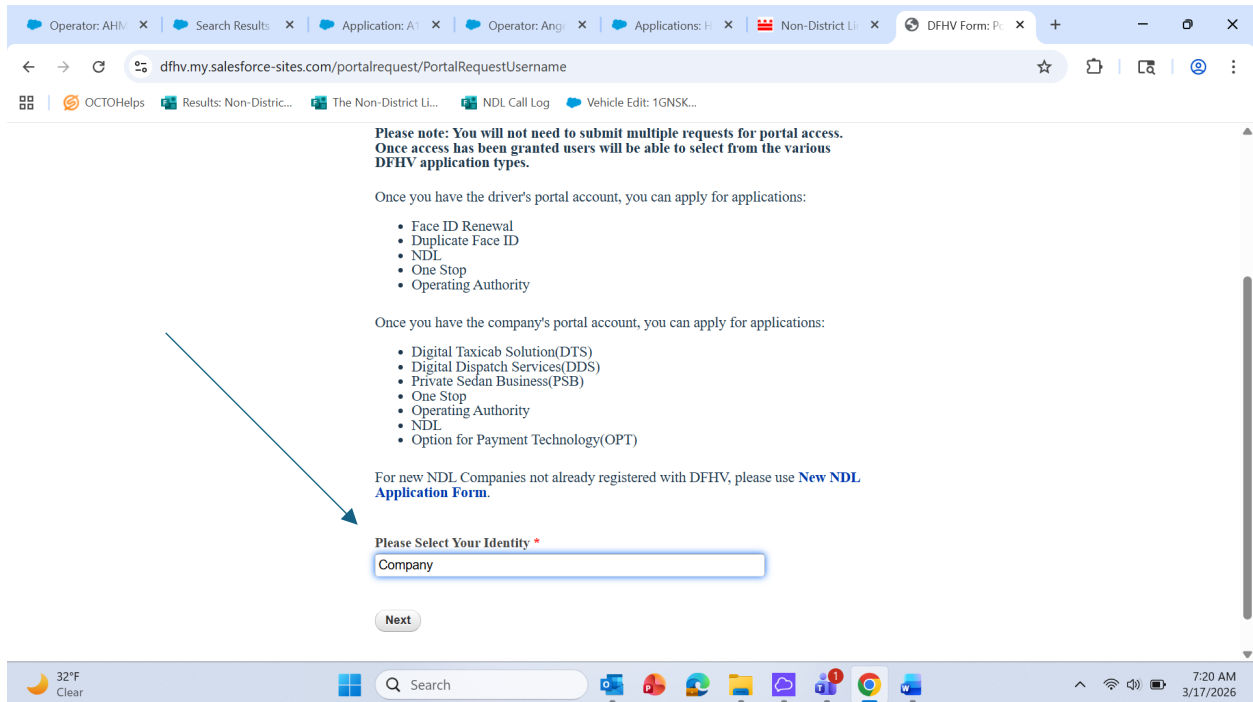 Operator: AHM
Search Results
Application: A1
Operator: Ange
Applications: H
Non-District Li
DFHV Form: Po
dfhv.my.salesforce-sites.com/portalrequest/PortalRequestUsername
OCTOHelps
Results: Non-Distric...
The Non-District Li...
NDL Call Log
Vehicle Edit: 1GNSK...
Please note: You will not need to submit multiple requests for portal access.
Once access has been granted users will be able to select from the various
DFHV application types.
Once you have the driver's portal account, you can apply for applications:
• Face ID Renewal
• Duplicate Face ID
• NDL
• One Stop
• Operating Authority
Once you have the company's portal account, you can apply for applications:
• Digital Taxicab Solution(DTS)
• Digital Dispatch Services(DDS)
• Private Sedan Business(PSB)
• One Stop
• Operating Authority
• NDL
• Option for Payment Technology(OPT)
For new NDL Companies not already registered with DFHV, please use New NDL
Application Form.
Please Select Your Identity *
Company
Next
32°F
Clear
Search
1
7:20 AM
3/17/2026